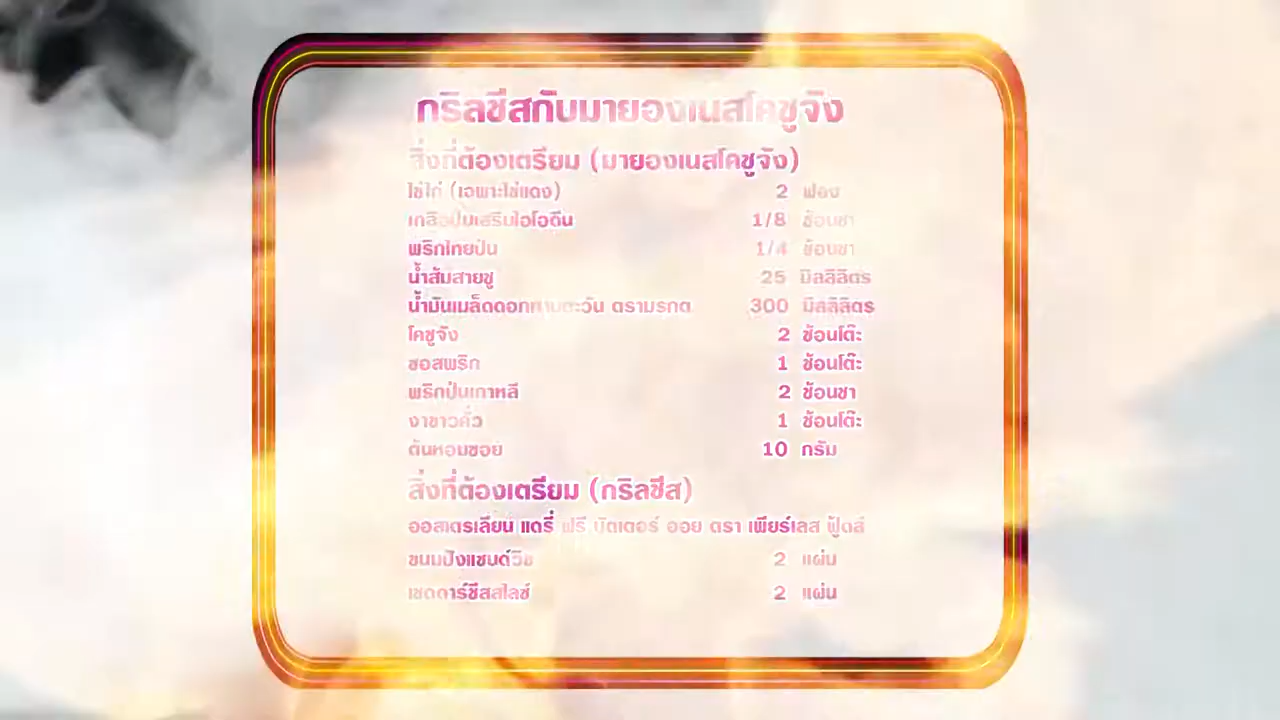 กริลชีสกับมายองเนสโคชูจัง
สิ่งที่ต้องเตรียม (มายองเนสโคชูจัง)
ไข่ไก่ (เฉพาะไข่แดง) 2 ฟอง
เกลือป่นเสริมไอโอดีน 1/8 ช้อนชา
พริกไทยป่น 1/4 ช้อนชา
น้ำส้มสายชู 25 มิลลิลิตร
น้ำมันเมล็ดดอกทานตะวัน ตรามรกต 300 มิลลิลิตร
โคชูจัง 2 ช้อนโต๊ะ
ซอสพริก 1 ช้อนโต๊ะ
พริกป่นเกาหลี 2 ช้อนชา
งาขาวคั่ว 1 ช้อนโต๊ะ
ต้นหอมซอย 10 กรัม
สิ่งที่ต้องเตรียม (กริลชีส)
ออสเตรเลียน แดรี่ ฟรี บัตเตอร์ ออย ตรา เพียร์เลส ฟู้ดส์
ขนมปังแซนด์วิช 2 แผ่น
เชดดาร์ชีสสไลซ์ 2 แผ่น